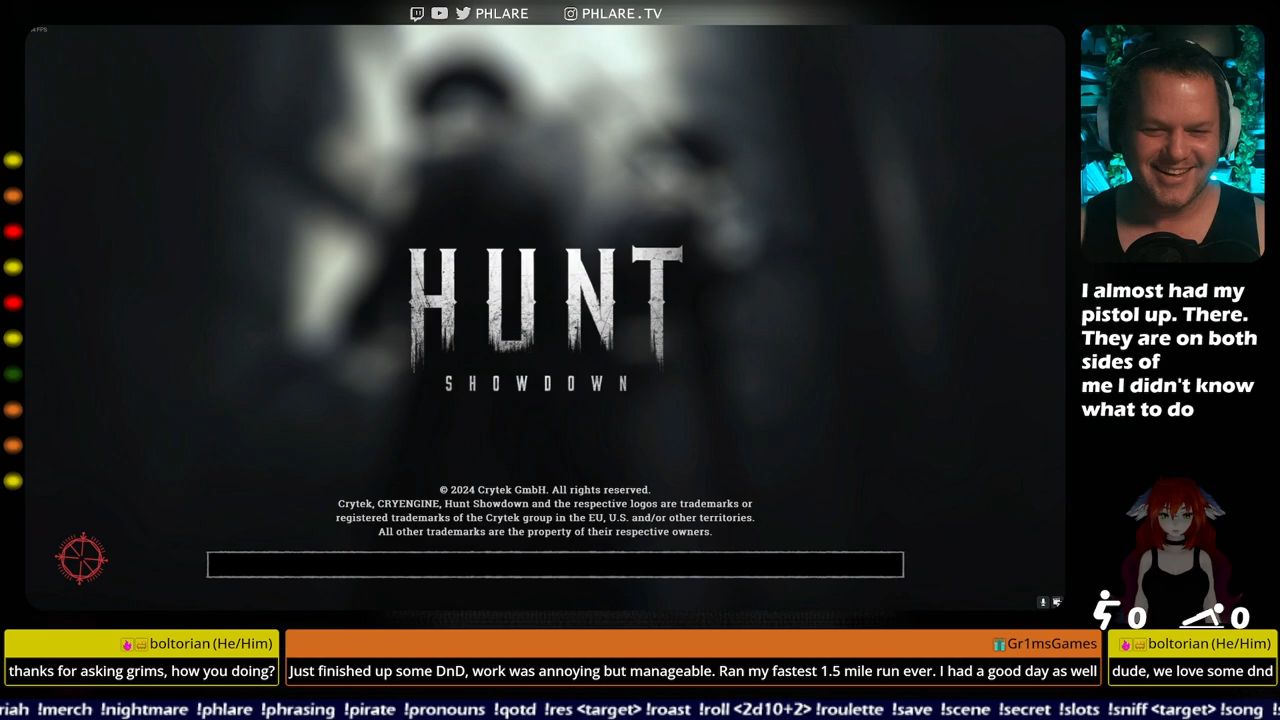 PHLARE PHLARE.TV
FPS
HUNT
SHOWDOWN
© 2024 Crytek GmbH. All rights reserved.
Crytek, CRYENGINE, Hunt Showdown and the respective logos are trademarks or
registered trademarks of the Crytek group in the EU, U.S. and/or other territories.
All other trademarks are the property of their respective owners.
I almost had my
pistol up. There.
They are on both
sides of
me I didn't know
what to do
0 0
boltorian (He/Him)
thanks for asking grims, how you doing?
Gr1msGames
Just finished up some DnD, work was annoying but manageable. Ran my fastest 1.5 mile run ever. I had a good day as well
boltorian (He/Him)
dude, we love some dnd
riah !merch !nightmare !phlare !phrasing !pirate !pronouns !qotd !res <target> !roast !roll <2d10+2> !roulette !save !scene !secret !slots !sniff <target> !song